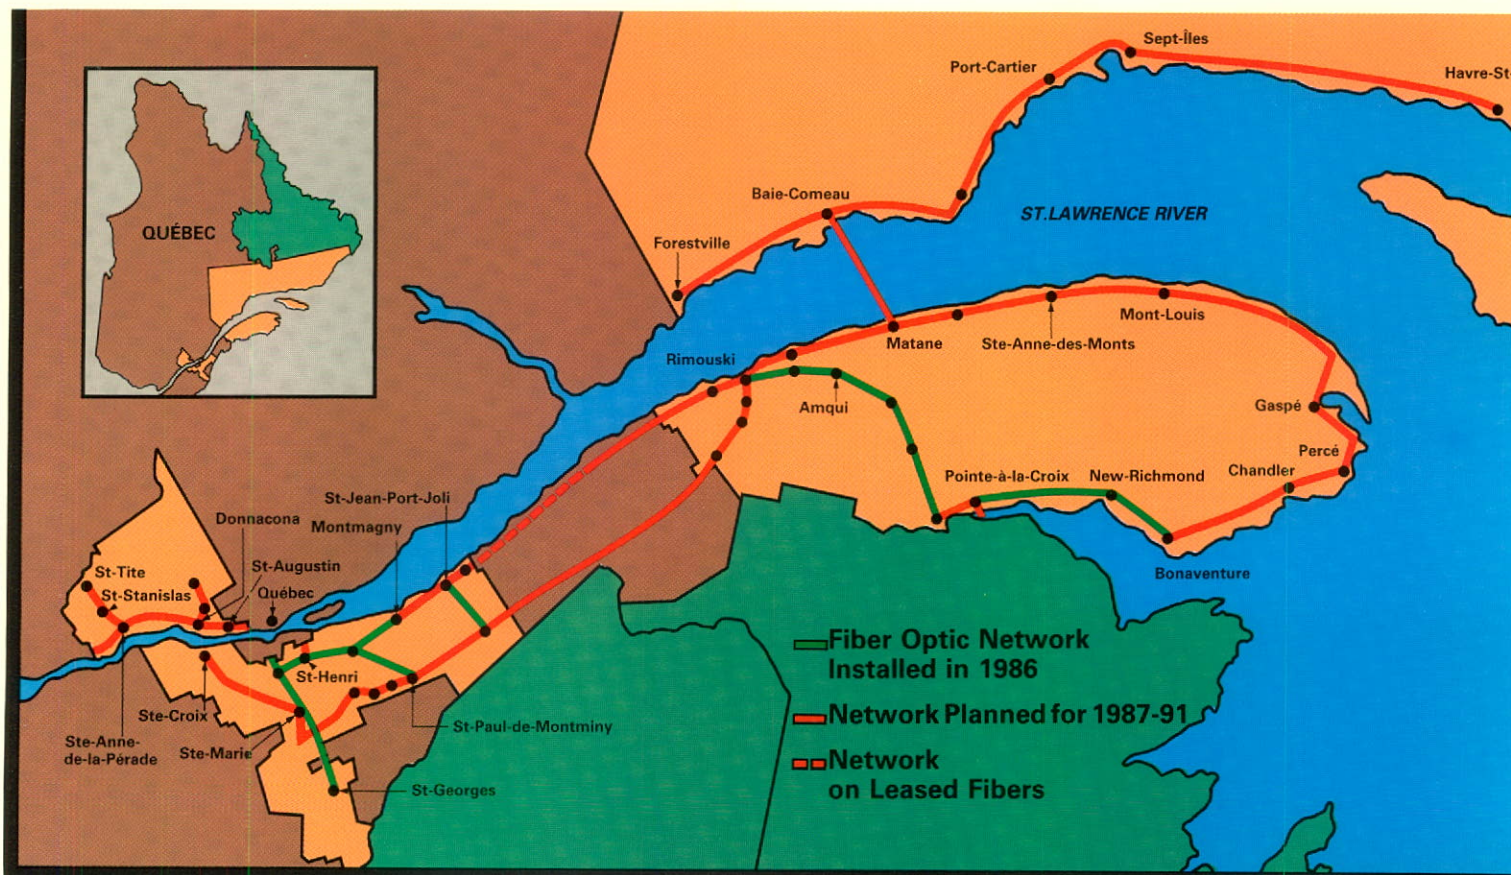 Sept-Îles
Port-Cartier
Havre-St
QUÉBEC
Baie-Comeau
ST.LAWRENCE RIVER
Forestville
Mont-Louis
Matane
Ste-Anne-des-Monts
Rimouski
Amqui
Gaspé
Percé
Chandler
Pointe-à-la-Croix
New-Richmond
St-Jean-Port-Joli
Donnacona
Montmagny
St-Augustin
St-Tite
St-Stanislas
Québec
Bonaventure
Fiber Optic Network
Installed in 1986
St-Henri
Ste-Croix
Network Planned for 1987-91
St-Paul-de-Montminy
Ste-Anne-
de-la-Pérade
Ste-Marie
Network
on Leased Fibers
St-Georges